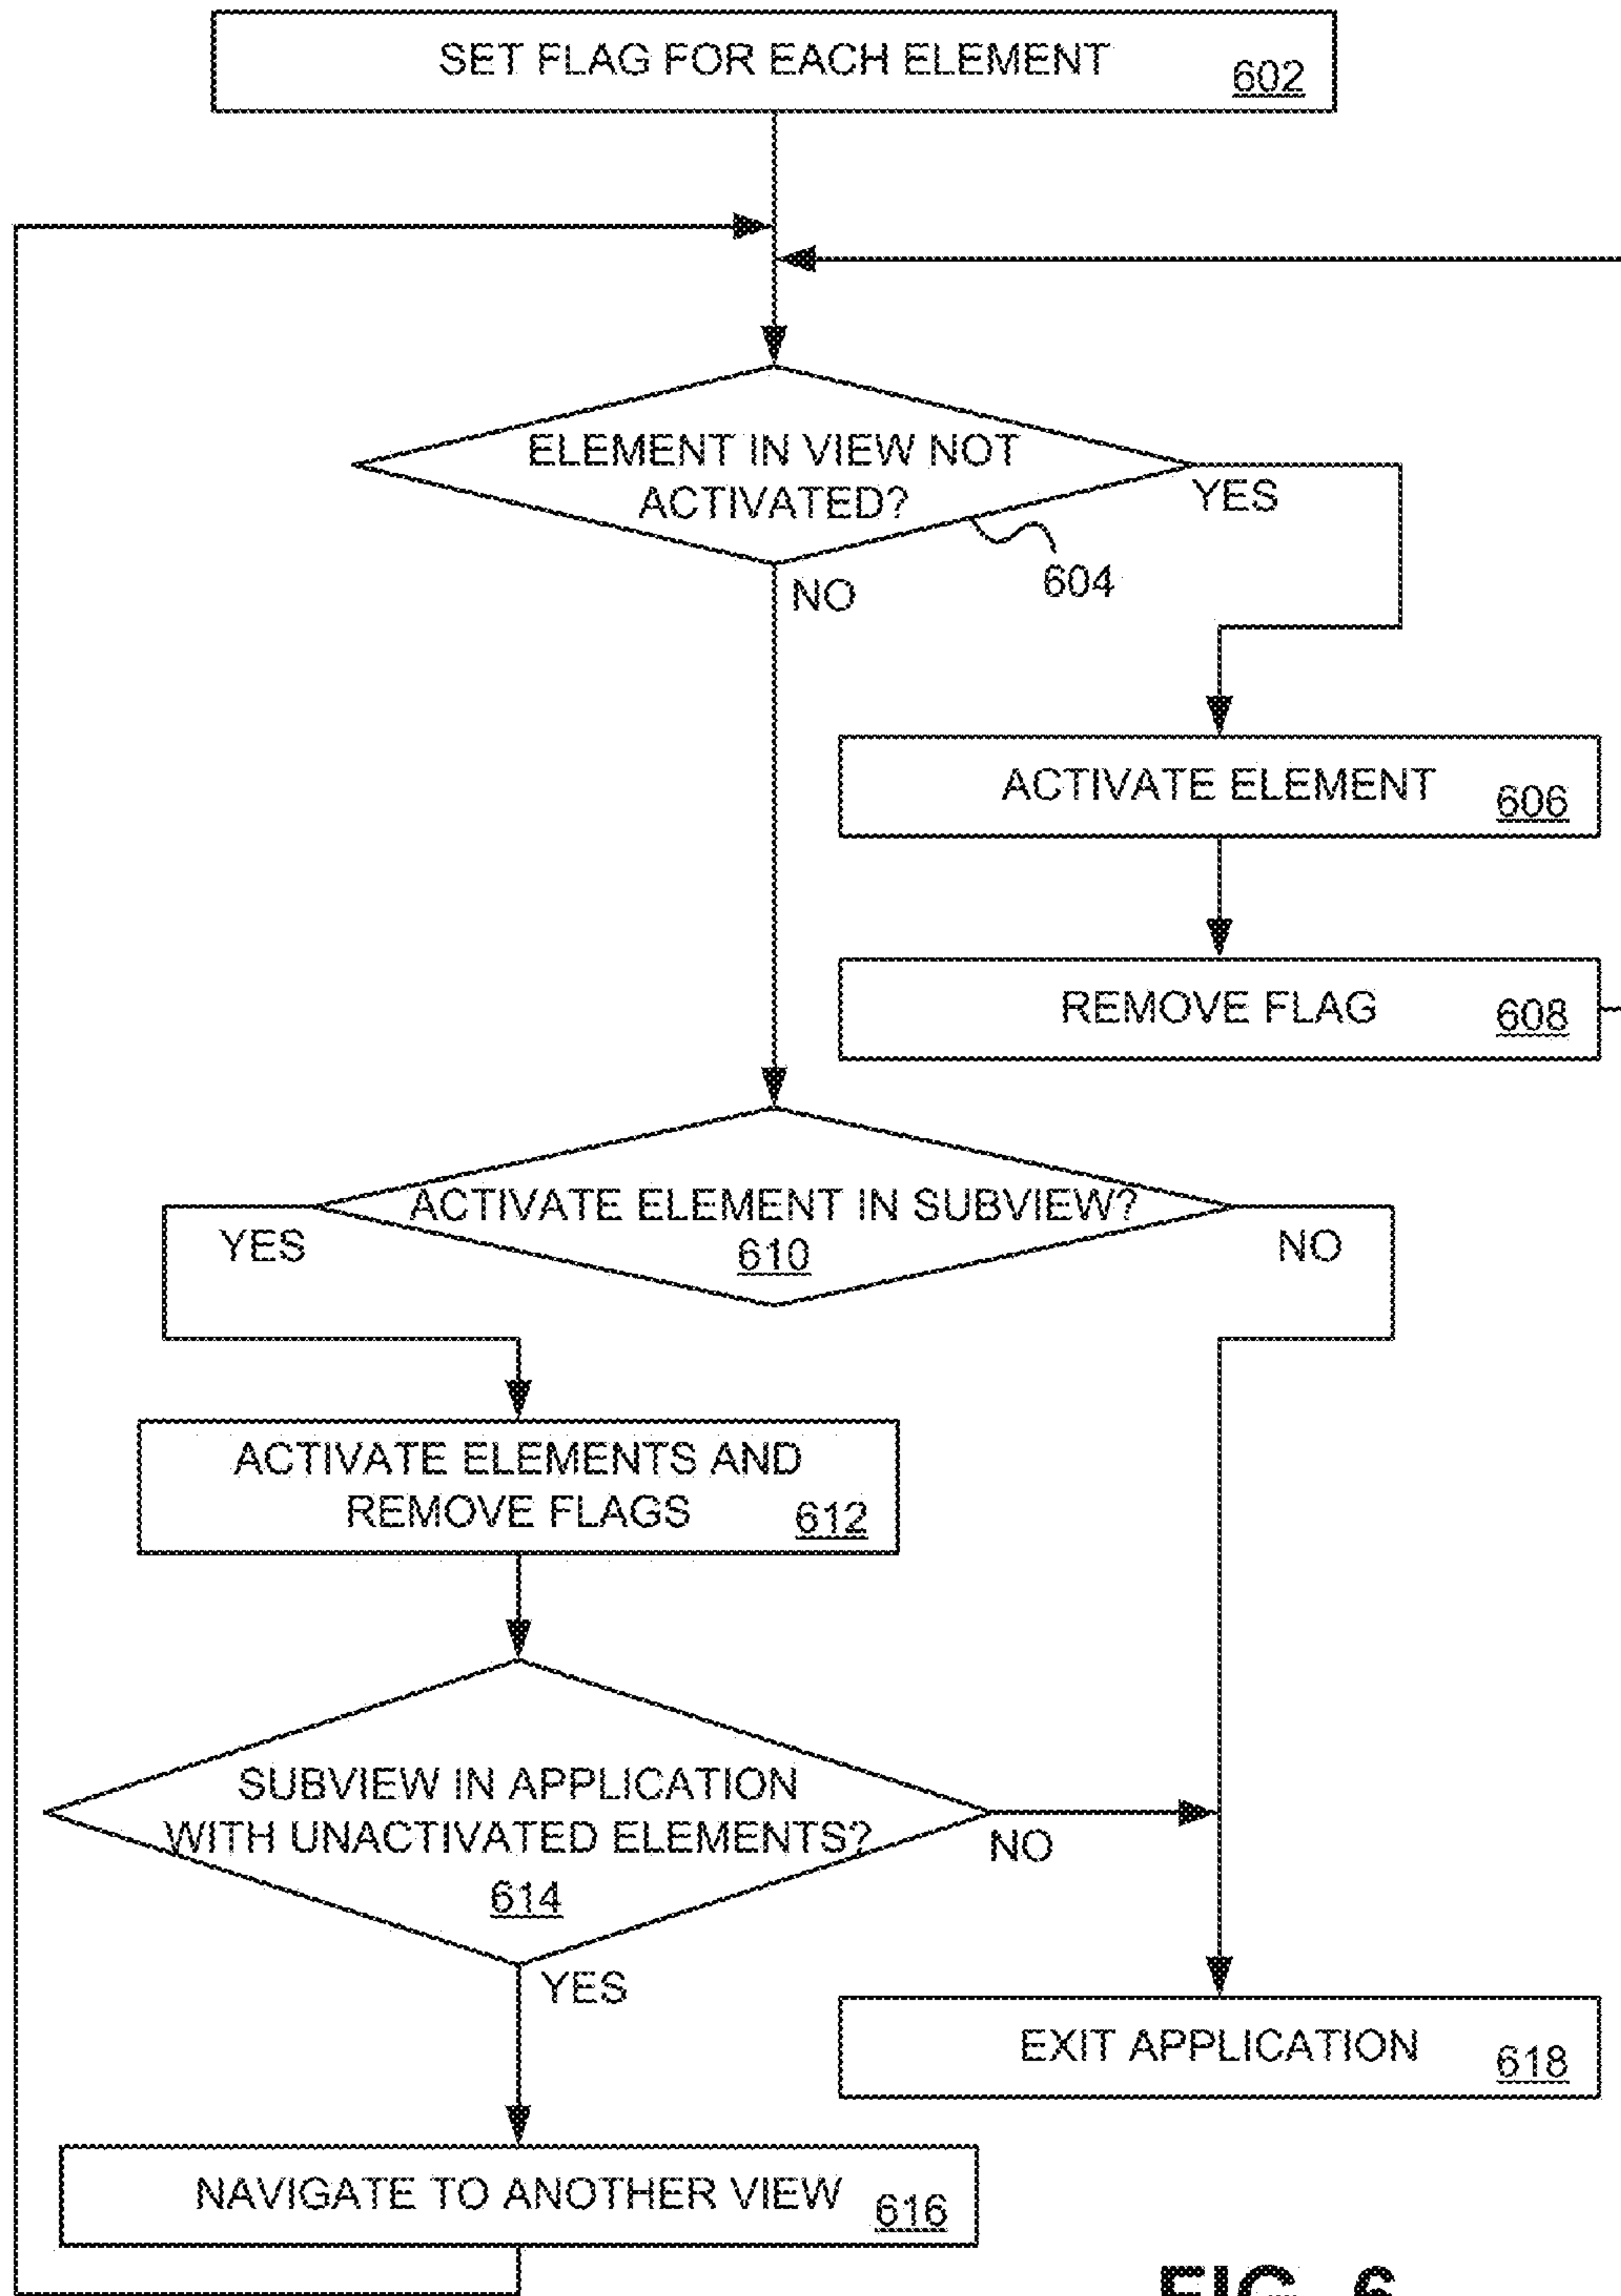 SET FLAG FOR EACH ELEMENT 602
ELEMENT IN VIEW NOT
ACTIVATED?
YES
604
NO
ACTIVATE ELEMENT 606
REMOVE FLAG 608
ACTIVATE ELEMENT IN SUBVIEW?
610
YES
NO
ACTIVATE ELEMENTS AND
REMOVE FLAGS 612
SUBVIEW IN APPLICATION
WITH UNACTIVATED ELEMENTS?
614
NO
YES
EXIT APPLICATION 618
NAVIGATE TO ANOTHER VIEW 616
FIG. 6